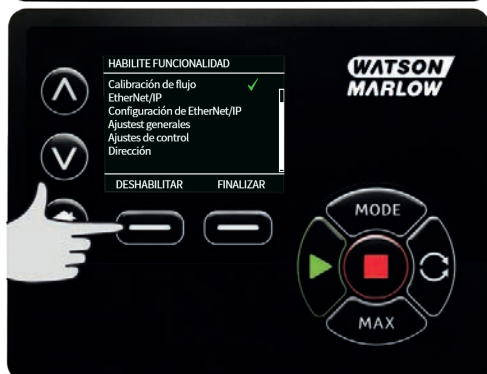 HABILITE FUNCIONALIDAD
Calibración de flujo
EtherNet/IP
Configuración de EtherNet/IP
Ajustest generales
Ajustes de control
Dirección
DESHABILITAR FINALIZAR
WATSON
MARLOW
MODE
MAX